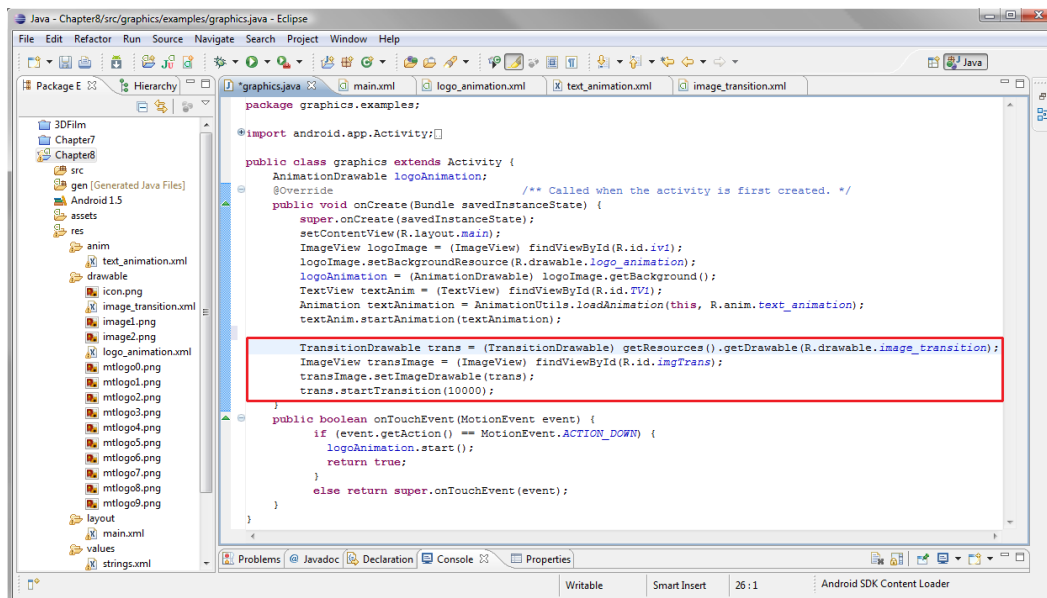 Java - Chapter8/src/graphics/examples/graphics.java - Eclipse
File Edit Refactor Run Source Navigate Search Project Window Help
Java
Package E
Hierarchy
*graphics.java
main.xml
logo_animation.xml
text_animation.xml
image_transition.xml
3DFilm
Chapter7
Chapter8
src
gen [Generated Java Files]
Android 1.5
assets
res
anim
text_animation.xml
drawable
icon.png
image_transition.xml
image1.png
image2.png
logo_animation.xml
mtlogo0.png
mtlogo1.png
mtlogo2.png
mtlogo3.png
mtlogo4.png
mtlogo5.png
mtlogo6.png
mtlogo7.png
mtlogo8.png
mtlogo9.png
layout
main.xml
values
strings.xml
package graphics.examples;
import android.app.Activity;
public class graphics extends Activity {
AnimationDrawable logoAnimation;
@Override /** Called when the activity is first created. */
public void onCreate(Bundle savedInstanceState) {
super.onCreate(savedInstanceState);
setContentView(R.layout.main);
ImageView logoImage = (ImageView) findViewById(R.id.iv1);
logoImage.setBackgroundResource(R.drawable.logo_animation);
logoAnimation = (AnimationDrawable) logoImage.getBackground();
TextView textAnim = (TextView) findViewById(R.id.TV1);
Animation textAnimation = AnimationUtils.loadAnimation(this, R.anim.text_animation);
textAnim.startAnimation(textAnimation);
TransitionDrawable trans = (TransitionDrawable) getResources().getDrawable(R.drawable.image_transition);
ImageView transImage = (ImageView) findViewById(R.id.imgTrans);
transImage.setImageDrawable(trans);
trans.startTransition(10000);
}
public boolean onTouchEvent(MotionEvent event) {
if (event.getAction() == MotionEvent.ACTION_DOWN) {
logoAnimation.start();
return true;
}
else return super.onTouchEvent(event);
}
}
Problems @ Javadoc Declaration Console Properties
Writable Smart Insert 26 : 1 Android SDK Content Loader